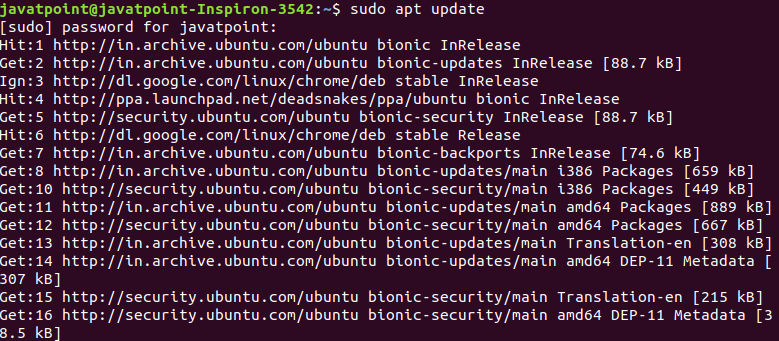 javatpoint@javatpoint-Inspiron-3542:~$ sudo apt update
[sudo] password for javatpoint:
Hit:1 http://in.archive.ubuntu.com/ubuntu bionic InRelease
Get:2 http://in.archive.ubuntu.com/ubuntu bionic-updates InRelease [88.7 kB]
Ign:3 http://dl.google.com/linux/chrome/deb stable InRelease
Hit:4 http://ppa.launchpad.net/deadsnakes/ppa/ubuntu bionic InRelease
Get:5 http://security.ubuntu.com/ubuntu bionic-security InRelease [88.7 kB]
Hit:6 http://dl.google.com/linux/chrome/deb stable Release
Get:7 http://in.archive.ubuntu.com/ubuntu bionic-backports InRelease [74.6 kB]
Get:8 http://in.archive.ubuntu.com/ubuntu bionic-updates/main i386 Packages [659 kB]
Get:10 http://security.ubuntu.com/ubuntu bionic-security/main i386 Packages [449 kB]
Get:11 http://in.archive.ubuntu.com/ubuntu bionic-updates/main amd64 Packages [889 kB]
Get:12 http://security.ubuntu.com/ubuntu bionic-security/main amd64 Packages [667 kB]
Get:13 http://in.archive.ubuntu.com/ubuntu bionic-updates/main Translation-en [308 kB]
Get:14 http://in.archive.ubuntu.com/ubuntu bionic-updates/main amd64 DEP-11 Metadata [
307 kB]
Get:15 http://security.ubuntu.com/ubuntu bionic-security/main Translation-en [215 kB]
Get:16 http://security.ubuntu.com/ubuntu bionic-security/main amd64 DEP-11 Metadata [3
8.5 kB]